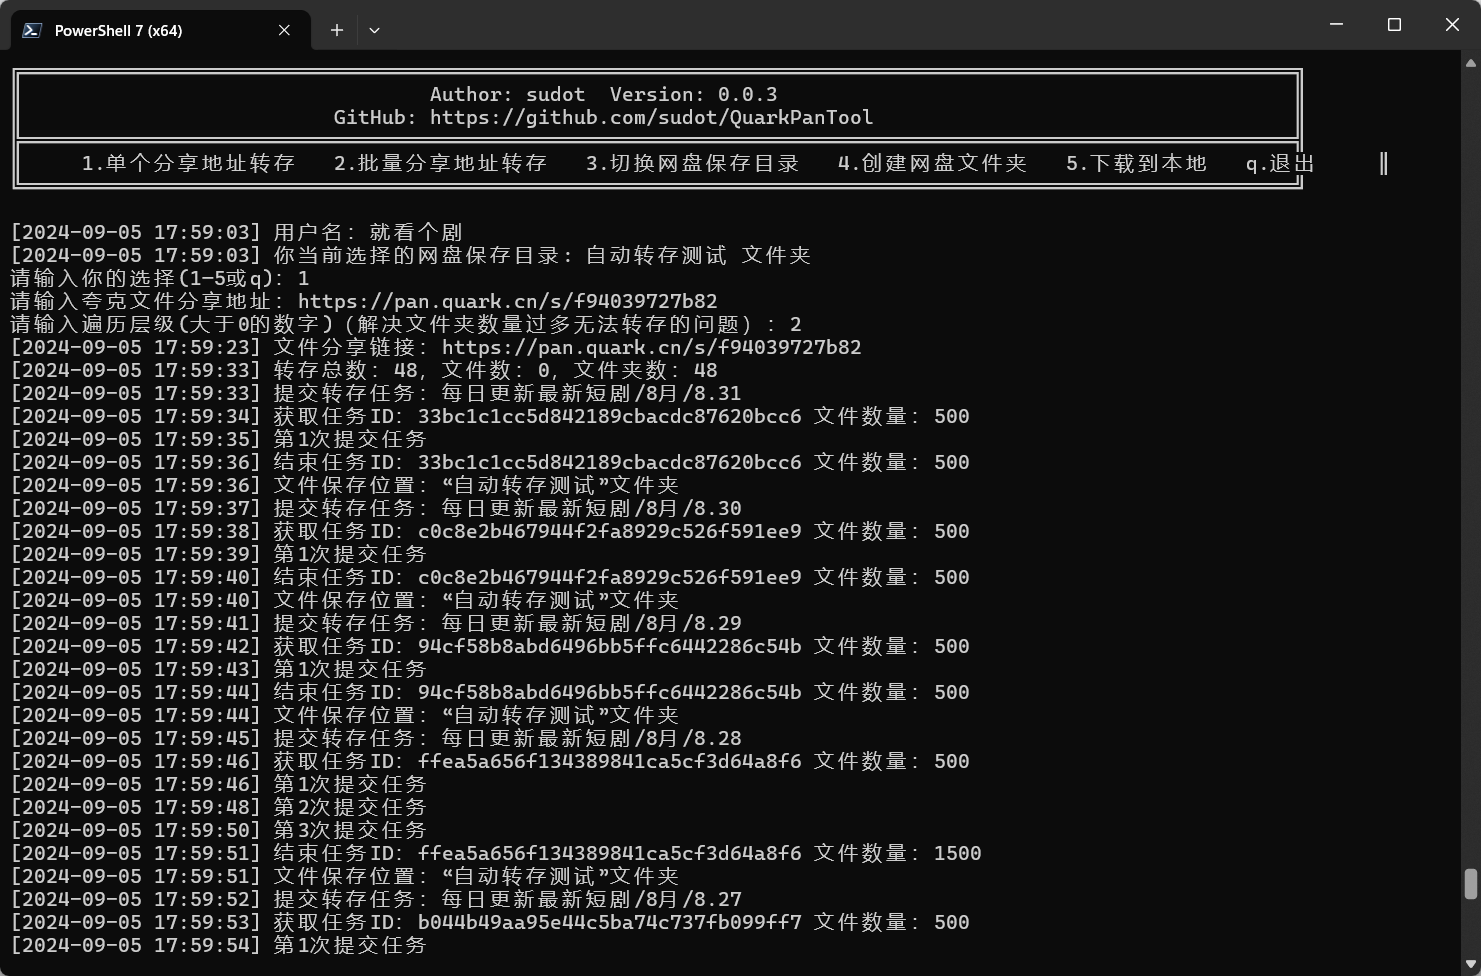 PowerShell 7 (x64)
Author: sudot  Version: 0.0.3
GitHub: https://github.com/sudot/QuarkPanTool
1.单个分享地址转存   2.批量分享地址转存   3.切换网盘保存目录   4.创建网盘文件夹   5.下载到本地   q.退出
[2024-09-05 17:59:03] 用户名: 就看个剧
[2024-09-05 17:59:03] 你当前选择的网盘保存目录: 自动转存测试 文件夹
请输入你的选择(1—5或q): 1
请输入夸克文件分享地址: https://pan.quark.cn/s/f94039727b82
请输入遍历层级(大于0的数字)（解决文件夹数量过多无法转存的问题）: 2
[2024-09-05 17:59:23] 文件分享链接: https://pan.quark.cn/s/f94039727b82
[2024-09-05 17:59:33] 转存总数: 48, 文件数: 0, 文件夹数: 48
[2024-09-05 17:59:33] 提交转存任务: 每日更新最新短剧/8月/8.31
[2024-09-05 17:59:34] 获取任务ID: 33bc1c1cc5d842189cbacdc87620bcc6 文件数量: 500
[2024-09-05 17:59:35] 第1次提交任务
[2024-09-05 17:59:36] 结束任务ID: 33bc1c1cc5d842189cbacdc87620bcc6 文件数量: 500
[2024-09-05 17:59:36] 文件保存位置: “自动转存测试”文件夹
[2024-09-05 17:59:37] 提交转存任务: 每日更新最新短剧/8月/8.30
[2024-09-05 17:59:38] 获取任务ID: c0c8e2b467944f2fa8929c526f591ee9 文件数量: 500
[2024-09-05 17:59:39] 第1次提交任务
[2024-09-05 17:59:40] 结束任务ID: c0c8e2b467944f2fa8929c526f591ee9 文件数量: 500
[2024-09-05 17:59:40] 文件保存位置: “自动转存测试”文件夹
[2024-09-05 17:59:41] 提交转存任务: 每日更新最新短剧/8月/8.29
[2024-09-05 17:59:42] 获取任务ID: 94cf58b8abd6496bb5ffc6442286c54b 文件数量: 500
[2024-09-05 17:59:43] 第1次提交任务
[2024-09-05 17:59:44] 结束任务ID: 94cf58b8abd6496bb5ffc6442286c54b 文件数量: 500
[2024-09-05 17:59:44] 文件保存位置: “自动转存测试”文件夹
[2024-09-05 17:59:45] 提交转存任务: 每日更新最新短剧/8月/8.28
[2024-09-05 17:59:46] 获取任务ID: ffea5a656f134389841ca5cf3d64a8f6 文件数量: 500
[2024-09-05 17:59:46] 第1次提交任务
[2024-09-05 17:59:48] 第2次提交任务
[2024-09-05 17:59:50] 第3次提交任务
[2024-09-05 17:59:51] 结束任务ID: ffea5a656f134389841ca5cf3d64a8f6 文件数量: 1500
[2024-09-05 17:59:51] 文件保存位置: “自动转存测试”文件夹
[2024-09-05 17:59:52] 提交转存任务: 每日更新最新短剧/8月/8.27
[2024-09-05 17:59:53] 获取任务ID: b044b49aa95e44c5ba74c737fb099ff7 文件数量: 500
[2024-09-05 17:59:54] 第1次提交任务